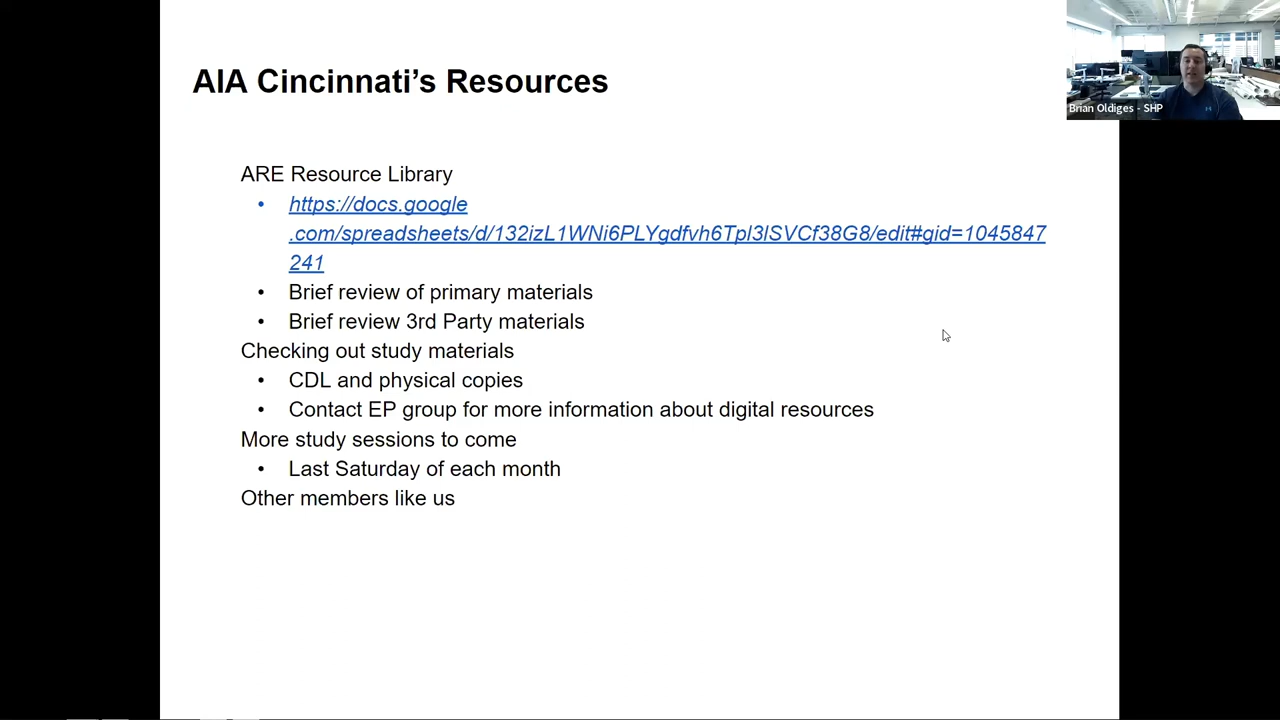 AIA Cincinnati’s Resources
Brian Oldiges - SHP
ARE Resource Library
• https://docs.google
.com/spreadsheets/d/132izL1WNi6PLYgdfvh6Tpl3lSVCf38G8/edit#gid=1045847
241
• Brief review of primary materials
• Brief review 3rd Party materials
Checking out study materials
• CDL and physical copies
• Contact EP group for more information about digital resources
More study sessions to come
• Last Saturday of each month
Other members like us